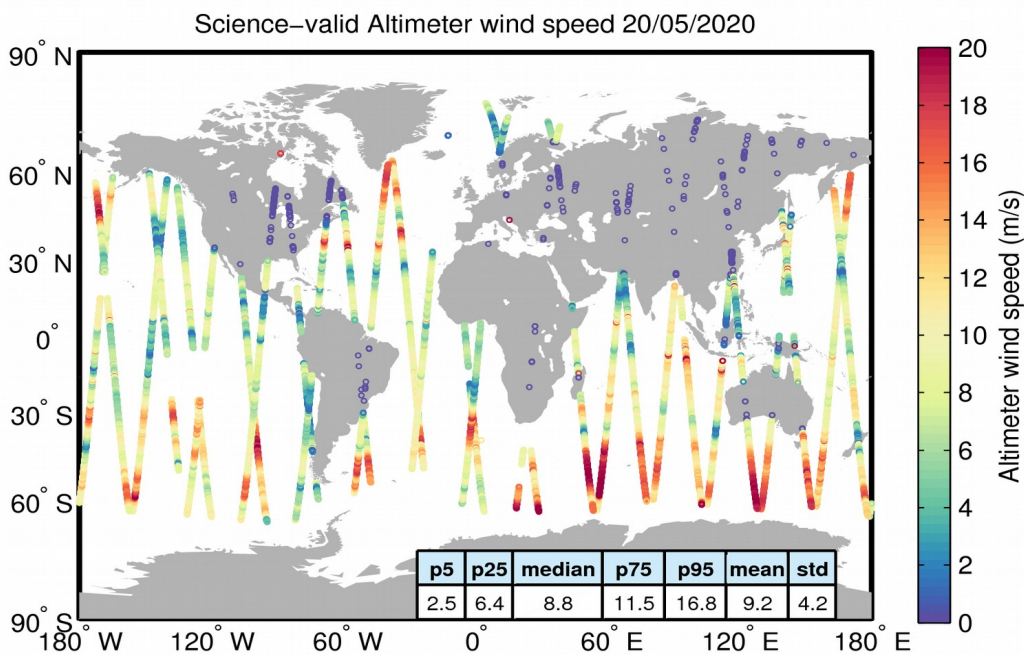 Science−valid Altimeter wind speed 20/05/2020
90° N
60° N
30° N
0°
30° S
60° S
90° S
180° W
120° W
60° W
0°
60° E
120° E
180° E
p5 p25 median p75 p95 mean std
2.5 6.4 8.8 11.5 16.8 9.2 4.2
20
18
16
14
12
10
8
6
4
2
0
Altimeter wind speed (m/s)